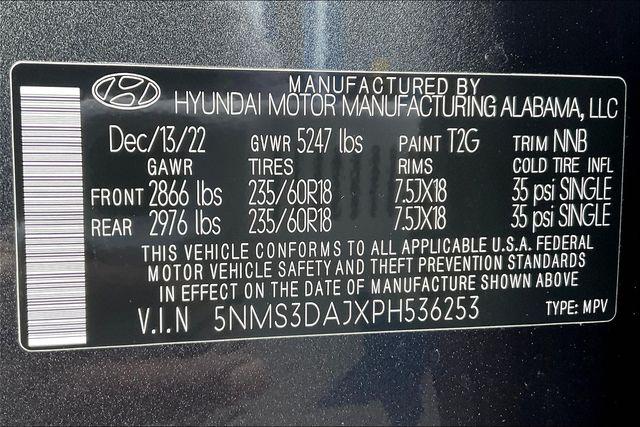 MANUFACTURED BY
HYUNDAI MOTOR MANUFACTURING ALABAMA, LLC
Dec/13/22 GVWR 5247 lbs PAINT T2G TRIM NNB
GAWR TIRES RIMS COLD TIRE INFL
FRONT 2866 lbs 235/60R18 7.5JX18 35 psi SINGLE
REAR 2976 lbs 235/60R18 7.5JX18 35 psi SINGLE
THIS VEHICLE CONFORMS TO ALL APPLICABLE U.S.A. FEDERAL
MOTOR VEHICLE SAFETY AND THEFT PREVENTION STANDARDS
IN EFFECT ON THE DATE OF MANUFACTURE SHOWN ABOVE
V.I.N 5NMS3DAJXPH536253 TYPE: MPV